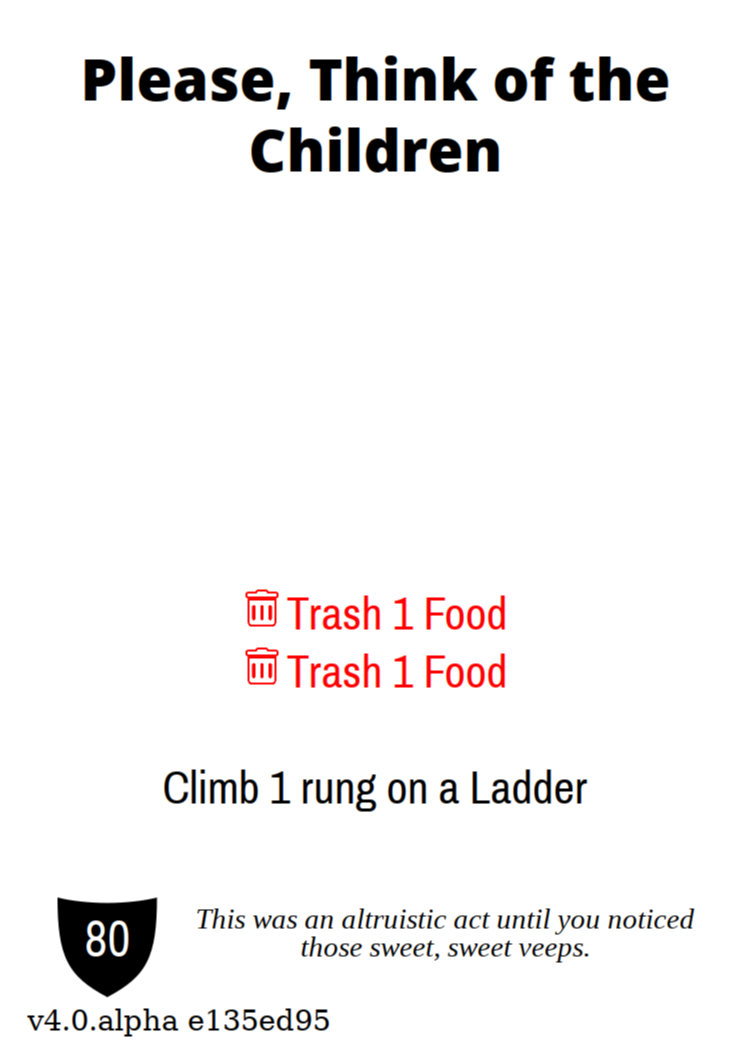 Please, Think of the
Children
Trash 1 Food
Trash 1 Food
Climb 1 rung on a Ladder
80
This was an altruistic act until you noticed
those sweet, sweet veeps.
v4.0.alpha e135ed95